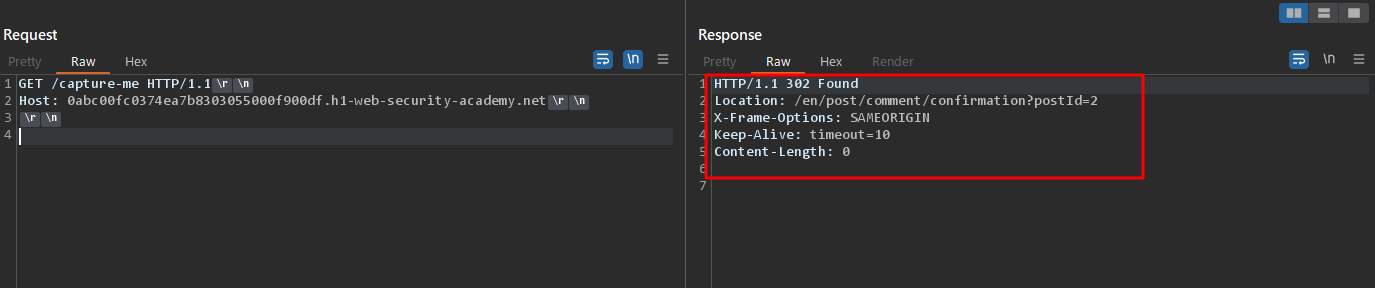 Request
Pretty Raw Hex
\n
1 GET /capture-me HTTP/1.1\r\n
2 Host: 0abc00fc0374ea7b8303055000f900df.h1-web-security-academy.net\r\n
3 \r\n
4
Response
Pretty Raw Hex Render
\n
1 HTTP/1.1 302 Found
2 Location: /en/post/comment/confirmation?postId=2
3 X-Frame-Options: SAMEORIGIN
4 Keep-Alive: timeout=10
5 Content-Length: 0
6
7